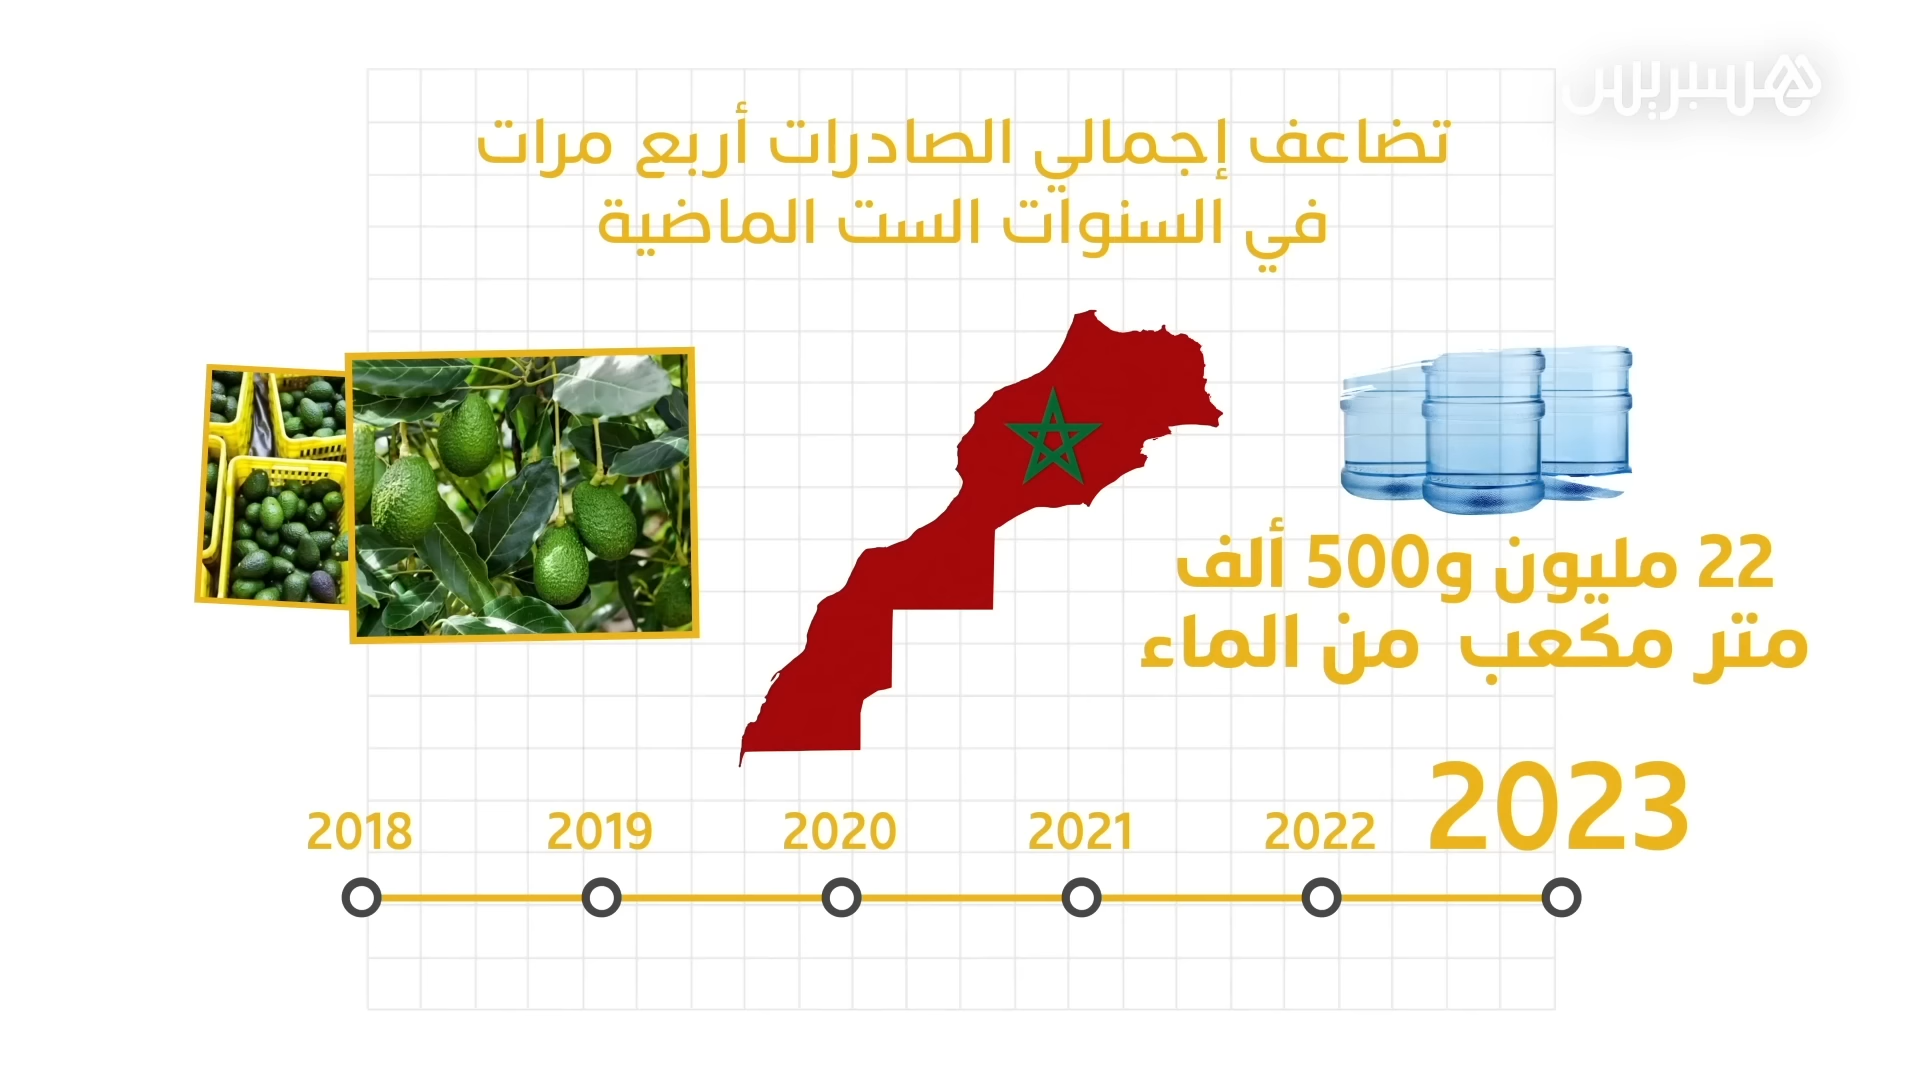 هسبريس
تضاعف إجمالي الصادرات أربع مرات
في السنوات الست الماضية
22 مليون و500 ألف
متر مكعب من الماء
2018 2019 2020 2021 2022 2023